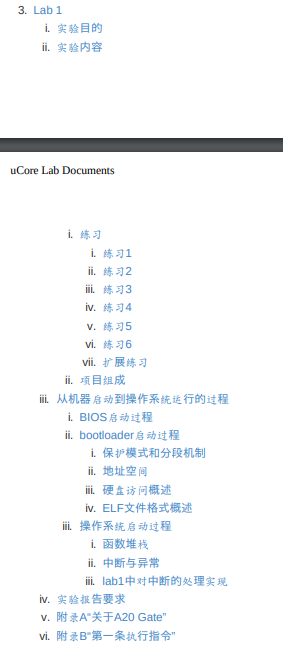 3. Lab 1
i. 实验目的
ii. 实验内容
uCore Lab Documents
i. 练习
i. 练习1
ii. 练习2
iii. 练习3
iv. 练习4
v. 练习5
vi. 练习6
vii. 扩展练习
ii. 项目组成
iii. 从机器启动到操作系统运行的过程
i. BIOS启动过程
ii. bootloader启动过程
i. 保护模式和分段机制
ii. 地址空间
iii. 硬盘访问概述
iv. ELF文件格式概述
iii. 操作系统启动过程
i. 函数堆栈
ii. 中断与异常
iii. lab1中对中断的处理实现
iv. 实验报告要求
v. 附录A“关于A20 Gate”
vi. 附录B“第一条执行指令”